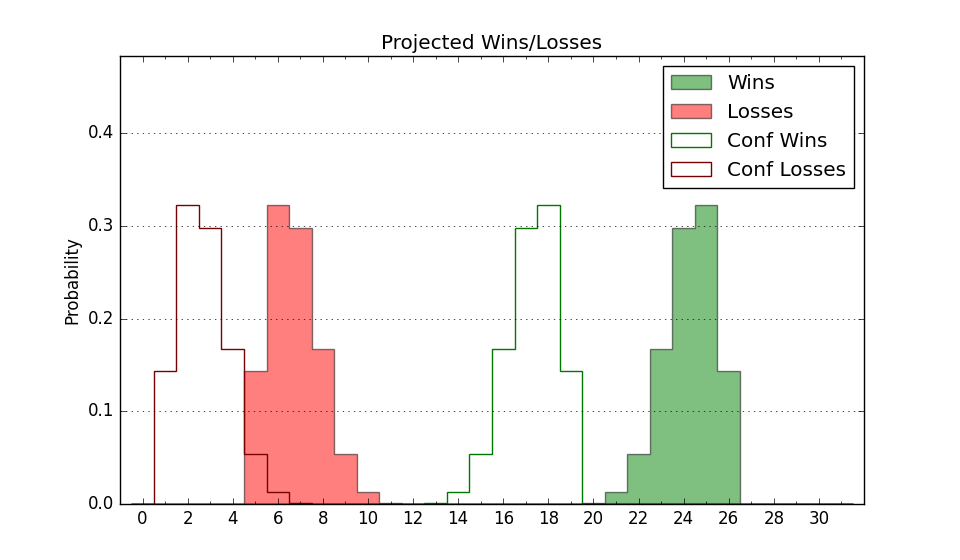 Projected Wins/Losses
Wins
Losses
Conf Wins
Conf Losses
Probability
0.4
0.3
0.2
0.1
0.0
0 2 4 6 8 10 12 14 16 18 20 22 24 26 28 30